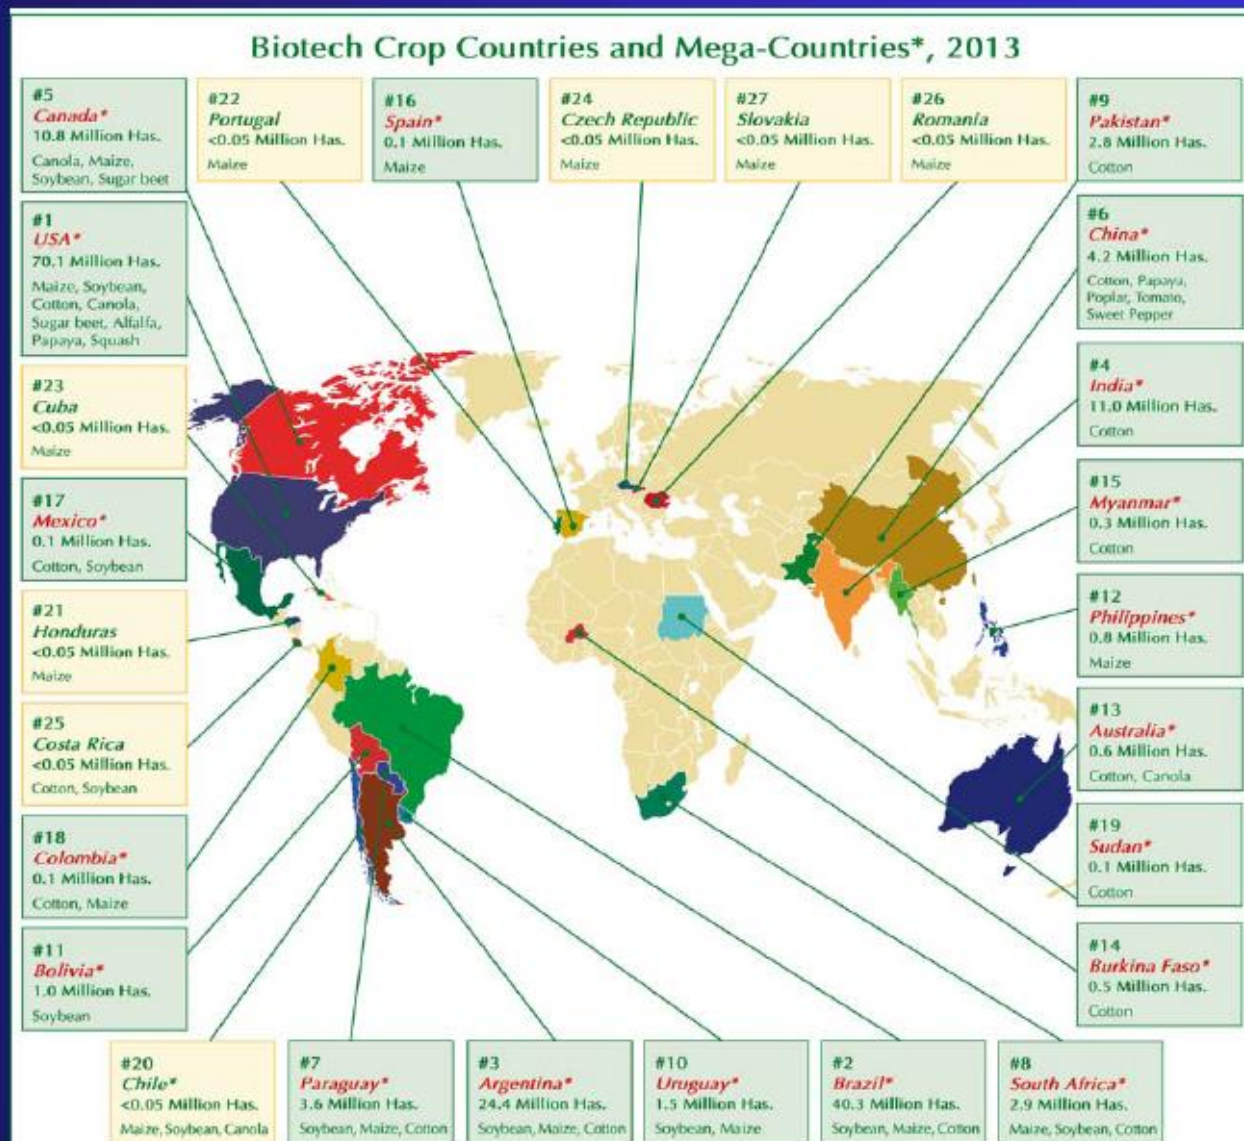 Biotech Crop Countries and Mega-Countries*, 2013
#5
Canada*
10.8 Million Has.
Canola, Maize,
Soybean, Sugar beet
#22
Portugal
<0.05 Million Has.
Maize
#16
Spain*
0.1 Million Has.
Maize
#24
Czech Republic
<0.05 Million Has.
Maize
#27
Slovakia
<0.05 Million Has.
Maize
#26
Romania
<0.05 Million Has.
Maize
#9
Pakistan*
2.8 Million Has.
Cotton
#1
USA*
70.1 Million Has.
Maize, Soybean,
Cotton, Canola,
Sugar beet, Alfalfa,
Papaya, Squash
#6
China*
4.2 Million Has.
Cotton, Papaya,
Poplar, Tomato,
Sweet Pepper
#23
Cuba
<0.05 Million Has.
Maize
#4
India*
11.0 Million Has.
Cotton
#17
Mexico*
0.1 Million Has.
Cotton, Soybean
#15
Myanmar*
0.3 Million Has.
Cotton
#21
Honduras
<0.05 Million Has.
Maize
#12
Philippines*
0.8 Million Has.
Maize
#25
Costa Rica
<0.05 Million Has.
Cotton, Soybean
#13
Australia*
0.6 Million Has.
Cotton, Canola
#18
Colombia*
0.1 Million Has.
Cotton, Maize
#19
Sudan*
0.1 Million Has.
Cotton
#11
Bolivia*
1.0 Million Has.
Soybean
#14
Burkina Faso*
0.5 Million Has.
Cotton
#20
Chile*
<0.05 Million Has.
Maize, Soybean, Canola
#7
Paraguay*
3.6 Million Has.
Soybean, Maize, Cotton
#3
Argentina*
24.4 Million Has.
Soybean, Maize, Cotton
#10
Uruguay*
1.5 Million Has.
Soybean, Maize
#2
Brazil*
40.3 Million Has.
Soybean, Maize, Cotton
#8
South Africa*
2.9 Million Has.
Maize, Soybean, Cotton